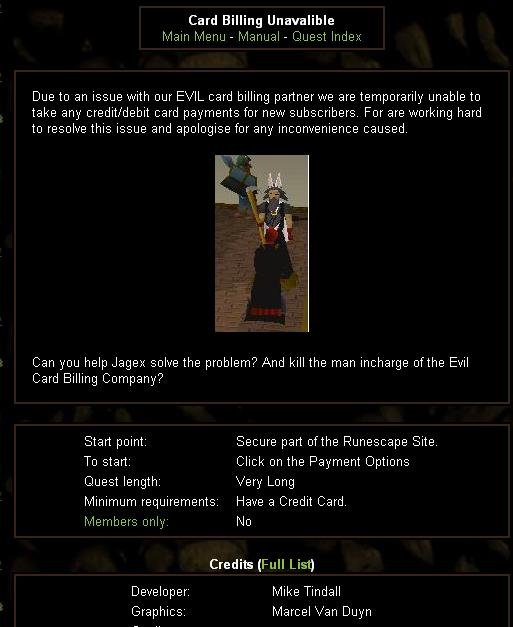 Card Billing Unavalible
Main Menu - Manual - Quest Index
Due to an issue with our EVIL card billing partner we are temporarily unable to
take any credit/debit card payments for new subscribers. For are working hard
to resolve this issue and apologise for any inconvenience caused.
Can you help Jagex solve the problem? And kill the man incharge of the Evil
Card Billing Company?
Start point: Secure part of the Runescape Site.
To start: Click on the Payment Options
Quest length: Very Long
Minimum requirements: Have a Credit Card.
Members only: No
Credits (Full List)
Developer: Mike Tindall
Graphics: Marcel Van Duyn